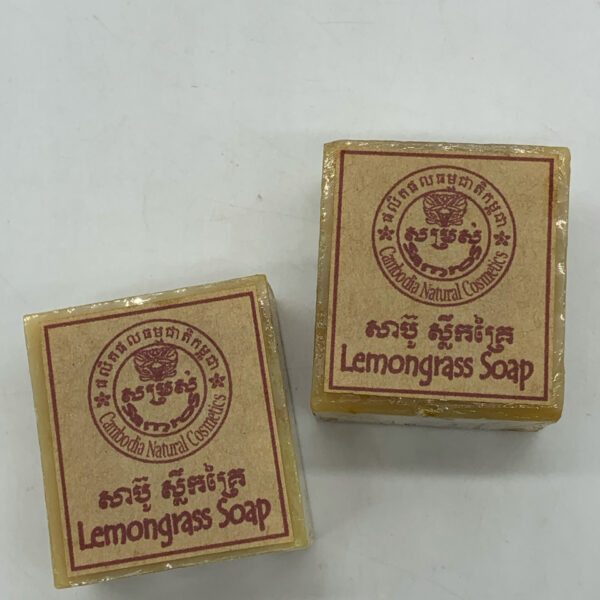 ផលិតផលធម្មជាតិកម្ពុជា
សម្រស់
Cambodia Natural Cosmetics
សាប៊ូ ស្លឹកគ្រៃ
Lemongrass Soap
ផលិតផលធម្មជាតិកម្ពុជា
សម្រស់
Cambodia Natural Cosmetics
សាប៊ូ ស្លឹកគ្រៃ
Lemongrass Soap